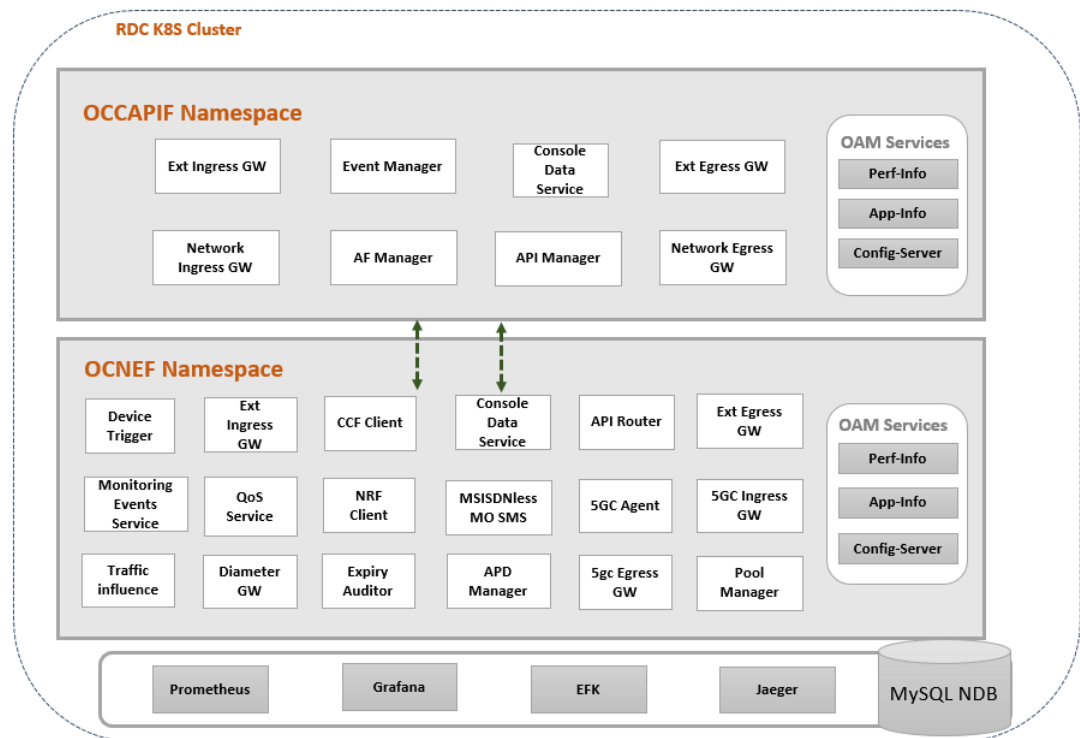 RDC K8S Cluster
OCCAPIF Namespace
Ext Ingress GW
Event Manager
Console
Data
Service
Ext Egress GW
Network
Ingress GW
AF Manager
API Manager
Network Egress
GW
OAM Services
Perf-Info
App-Info
Config-Server
OCNEF Namespace
Device
Trigger
Ext
Ingress
GW
CCF Client
Console
Data
Service
API Router
Ext Egress
GW
Monitoring
Events
Service
QoS
Service
NRF
Client
MSISDNless
MO SMS
5GC Agent
5GC Ingress
GW
Traffic
influence
Diameter
GW
Expiry
Auditor
APD
Manager
5gc Egress
GW
Pool
Manager
OAM Services
Perf-Info
App-Info
Config-Server
Prometheus
Grafana
EFK
Jaeger
MySQL NDB